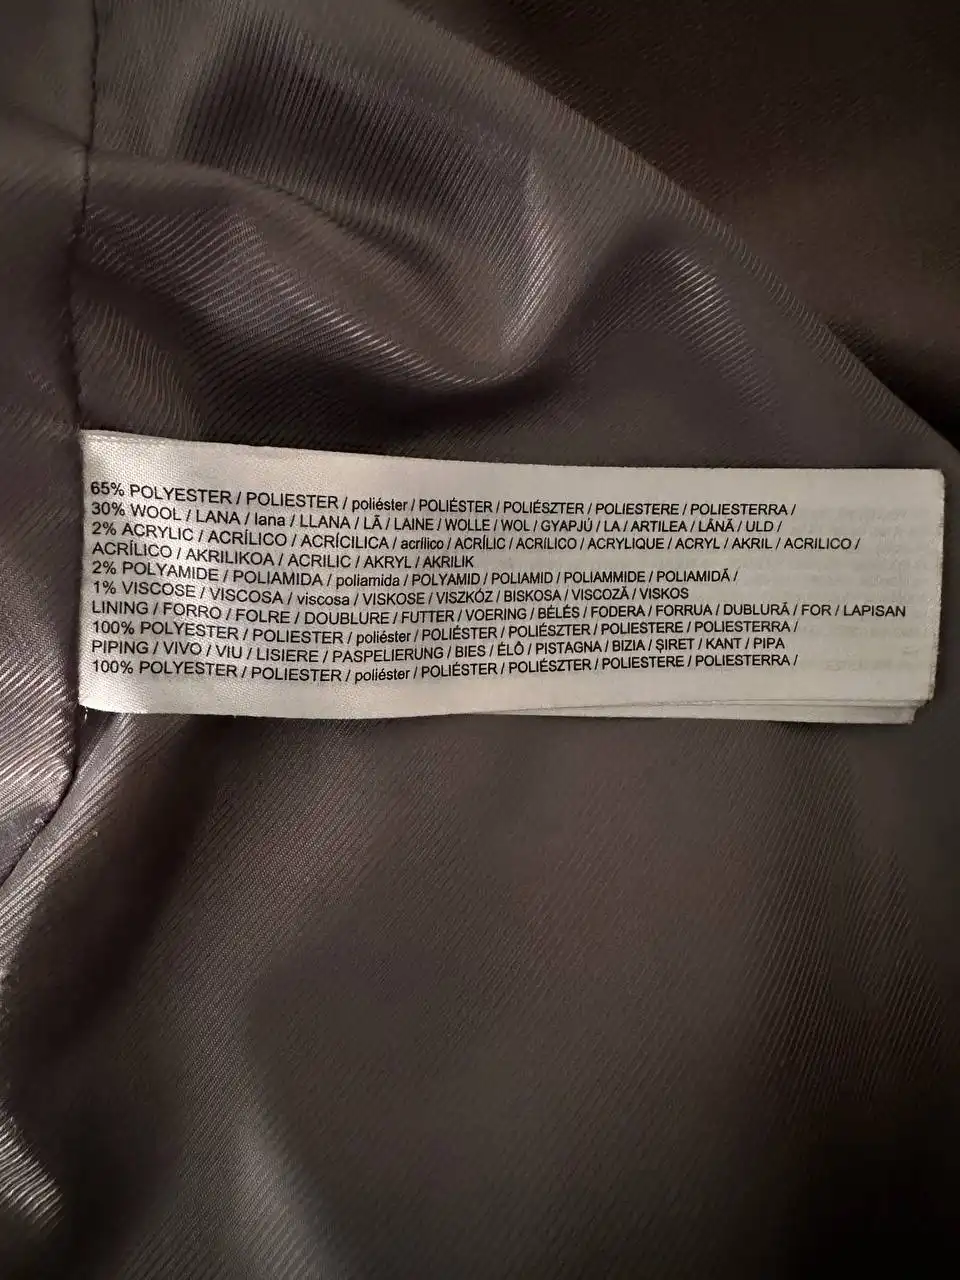 65% POLYESTER / POLIESTER / poliéster / POLIÉSTER / POLIÉSZTER / POLIESTERE / POLIESTERRA /
30% WOOL / LANA / lana / LLANA / LÃ / LAINE / WOLLE / WOL / GYAPJÚ / LA / ARTILEA / LÂNĂ / ULD /
2% ACRYLIC / ACRÍLICO / ACRÍCILICA / acrílico / ACRÍLIC / ACRÍLICO / ACRYLIQUE / ACRYL / AKRIL / ACRILICO /
ACRÍLICO / AKRILIKOA / ACRILIC / AKRYL / AKRILIK
2% POLYAMIDE / POLIAMIDA / poliamida / POLYAMID / POLIAMID / POLIAMMIDE / POLIAMIDĂ /
1% VISCOSE / VISCOSA / viscosa / VISKOSE / VISZKÓZ / BISKOSA / VISCOZĂ / VISKOS
LINING / FORRO / FOLRE / DOUBLURE / FUTTER / VOERING / BÉLÉS / FODERA / FORRUA / DUBLURĂ / FOR / LAPISAN
100% POLYESTER / POLIESTER / poliéster / POLIÉSTER / POLIÉSZTER / POLIESTERE / POLIESTERRA /
PIPING / VIVO / VIU / LISIERE / PASPELIERUNG / BIES / ÉLŐ / PISTAGNA / BIZIA / ȘIRET / KANT / PIPA
100% POLYESTER / POLIESTER / poliéster / POLIÉSTER / POLIÉSZTER / POLIESTERE / POLIESTERRA /